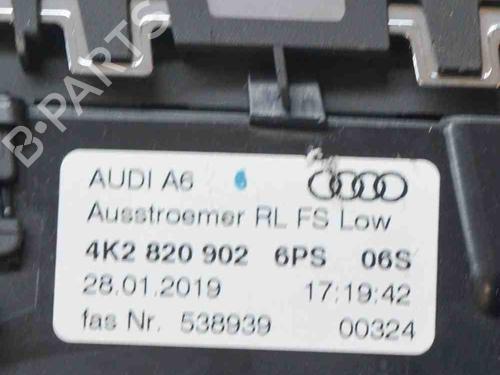 B-PARTS
AUDI A6 6
Ausstroemer RL FS Low
4K2 820 902 6PS 06S
28.01.2019 17:19:42
fas Nr. 538939 00324